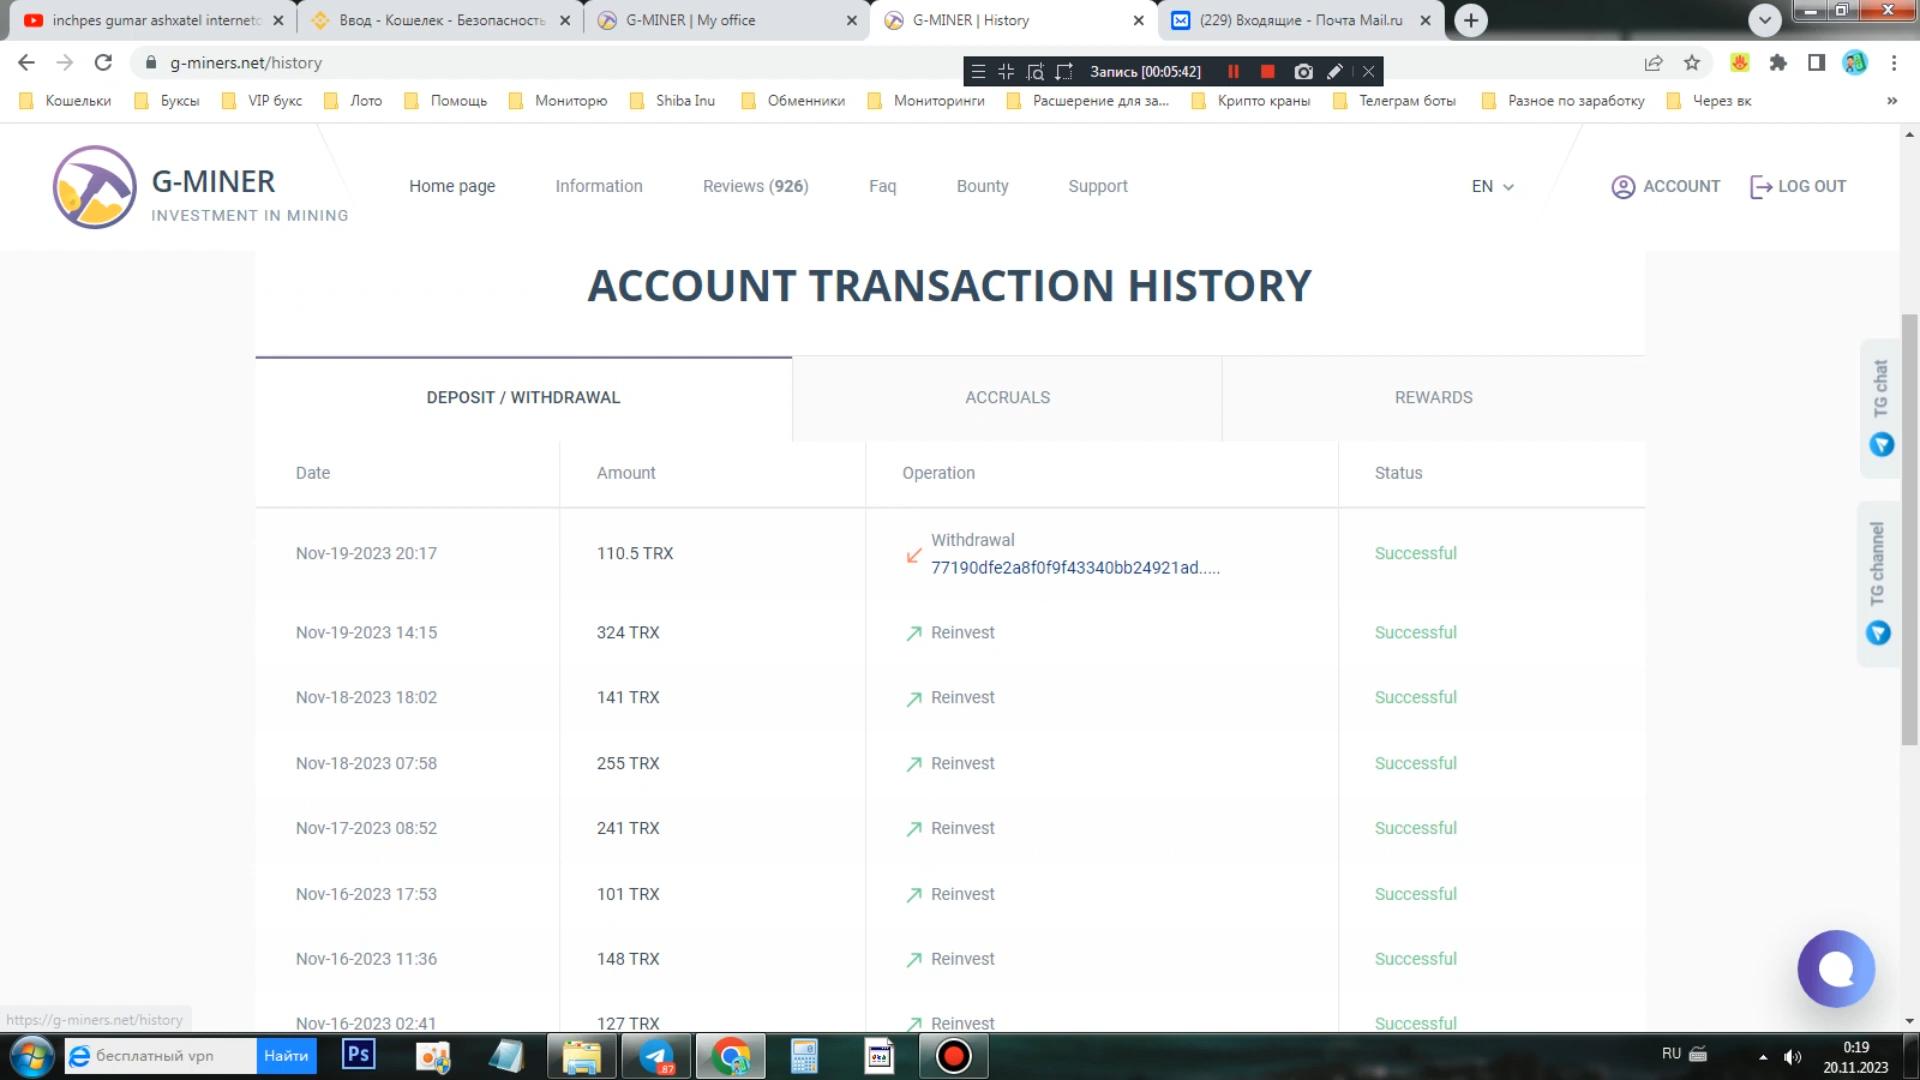 inchpes gumar ashxatel internetc
Ввод - Кошелек - Безопасность
G-MINER | My office
G-MINER | History
(229) Входящие - Почта Mail.ru
g-miners.net/history
Запись [00:05:42]
Кошельки
Буксы
VIP букс
Лото
Помощь
Мониторю
Shiba Inu
Обменники
Мониторинги
Расшерение для за...
Крипто краны
Телеграм боты
Разное по заработку
Через вк
»
G-MINER
INVESTMENT IN MINING
Home page
Information
Reviews (926)
Faq
Bounty
Support
EN
ACCOUNT
LOG OUT
ACCOUNT TRANSACTION HISTORY
DEPOSIT / WITHDRAWAL
ACCRUALS
REWARDS
Date Amount Operation Status
Nov-19-2023 20:17 110.5 TRX Withdrawal Successful
77190dfe2a8f0f9f43340bb24921ad.....
Nov-19-2023 14:15 324 TRX Reinvest Successful
Nov-18-2023 18:02 141 TRX Reinvest Successful
Nov-18-2023 07:58 255 TRX Reinvest Successful
Nov-17-2023 08:52 241 TRX Reinvest Successful
Nov-16-2023 17:53 101 TRX Reinvest Successful
Nov-16-2023 11:36 148 TRX Reinvest Successful
Nov-16-2023 02:41 127 TRX Reinvest Successful
TG chat
TG channel
https://g-miners.net/history
бесплатный vpn
Найти
Ps
87
RU
0:19
20.11.2023